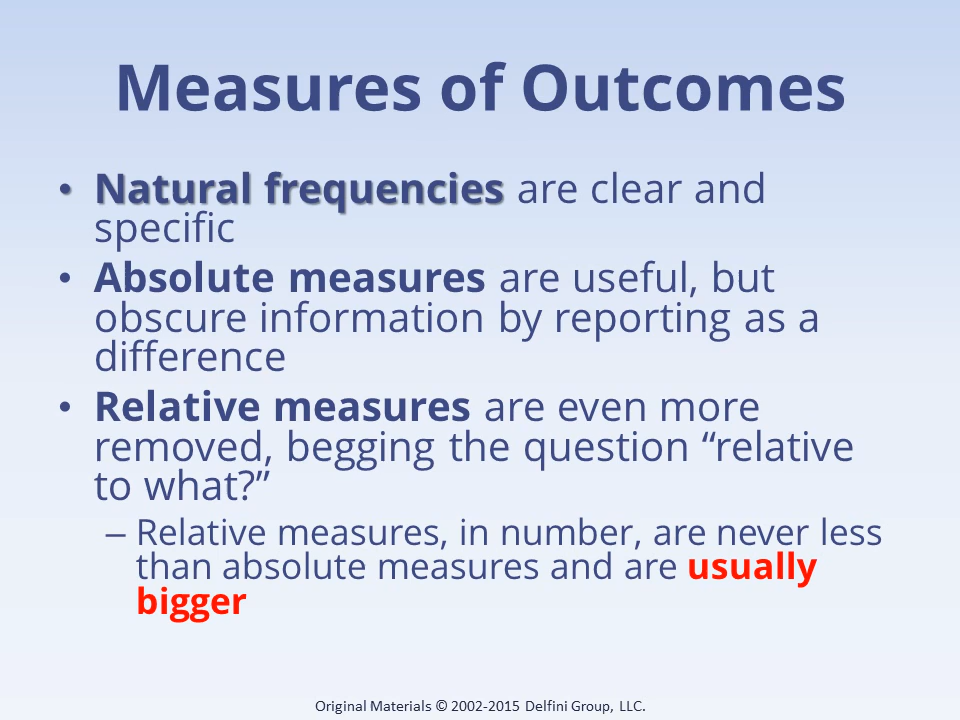 Measures of Outcomes
• Natural frequencies are clear and
specific
• Absolute measures are useful, but
obscure information by reporting as a
difference
• Relative measures are even more
removed, begging the question “relative
to what?”
– Relative measures, in number, are never less
than absolute measures and are usually
bigger
Original Materials © 2002-2015 Delfini Group, LLC.